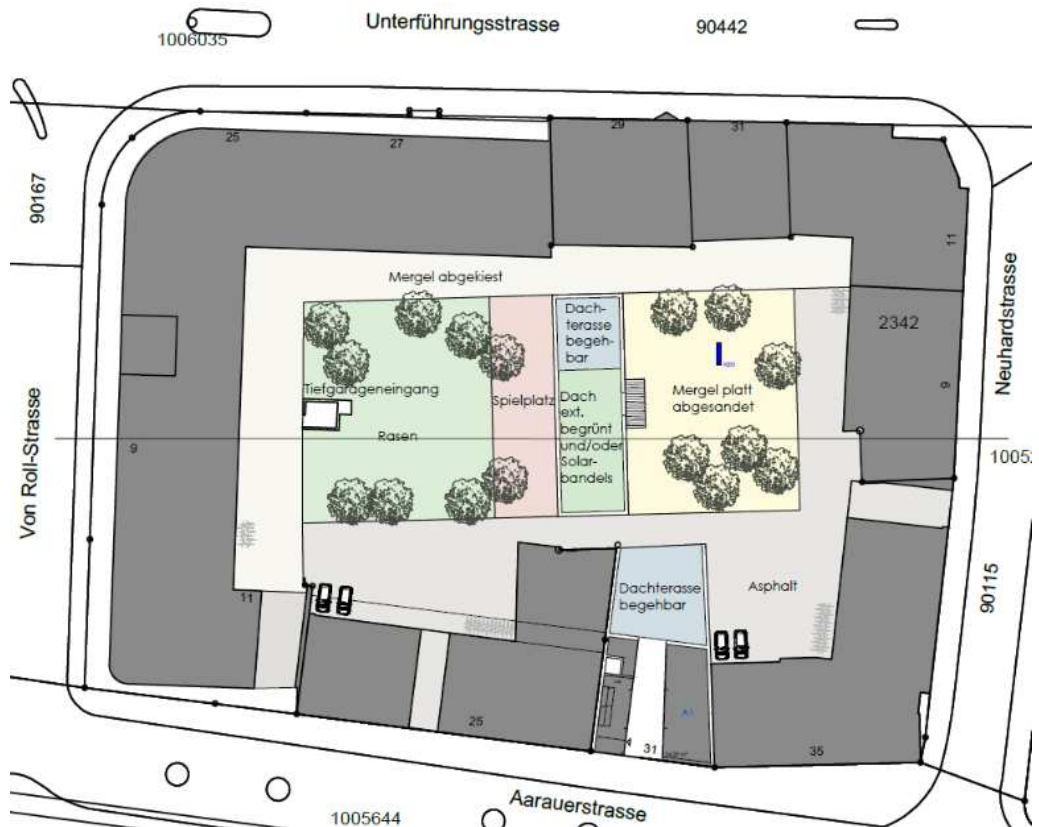 Unterführungsstrasse
1006035
90442
29
31
25
27
90167
11
Mergel abgekiest
Neuhardstrasse
Dach-
terasse
begeh-
bar
2342
Von Roll-Strasse
Tiefgarageneingang
Spielplatz
Dach
ext.
begrünt
und/oder
Solar-
bandels
Mergel platt
abgesandet
9
Rasen
9
1005
90115
Dachterasse
begehbar
Asphalt
11
25
31
35
Aarauerstrasse
1005644